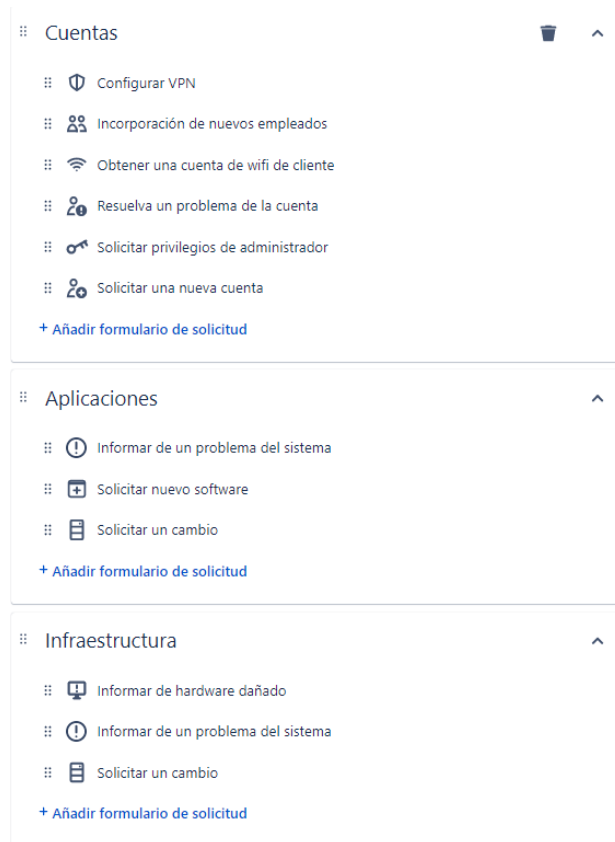 Cuentas
Configurar VPN
Incorporación de nuevos empleados
Obtener una cuenta de wifi de cliente
Resuelva un problema de la cuenta
Solicitar privilegios de administrador
Solicitar una nueva cuenta
+ Añadir formulario de solicitud
Aplicaciones
Informar de un problema del sistema
Solicitar nuevo software
Solicitar un cambio
+ Añadir formulario de solicitud
Infraestructura
Informar de hardware dañado
Informar de un problema del sistema
Solicitar un cambio
+ Añadir formulario de solicitud